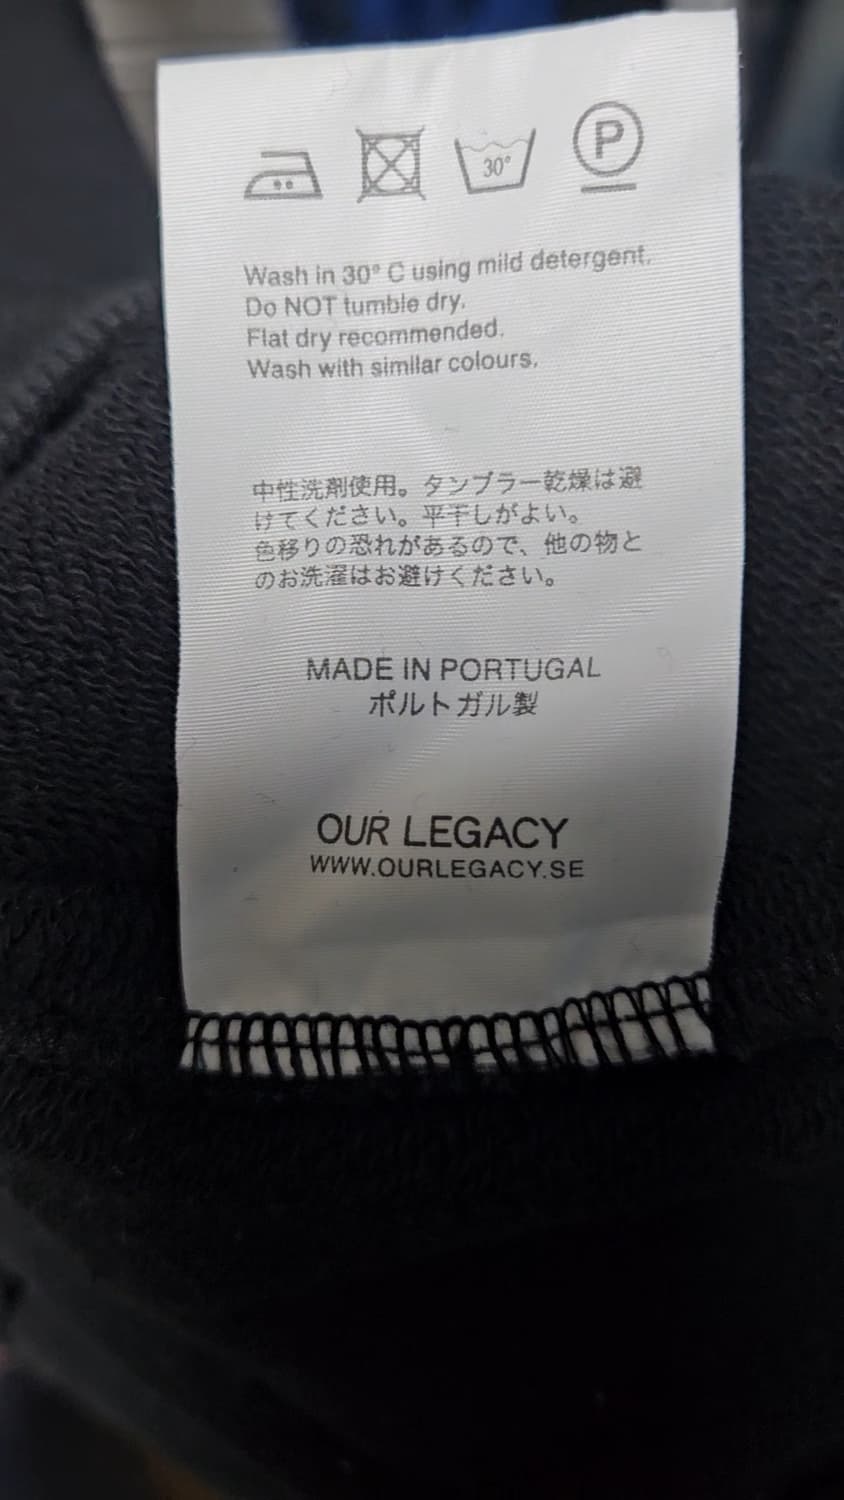 30°
P
Wash in 30° C using mild detergent.
Do NOT tumble dry.
Flat dry recommended.
Wash with similar colours.
中性洗剤使用。タンブラー乾燥は避
けてください。平干しがよい。
色移りの恐れがあるので、他の物と
のお洗濯はお避けください。
MADE IN PORTUGAL
ポルトガル製
OUR LEGACY
WWW.OURLEGACY.SE